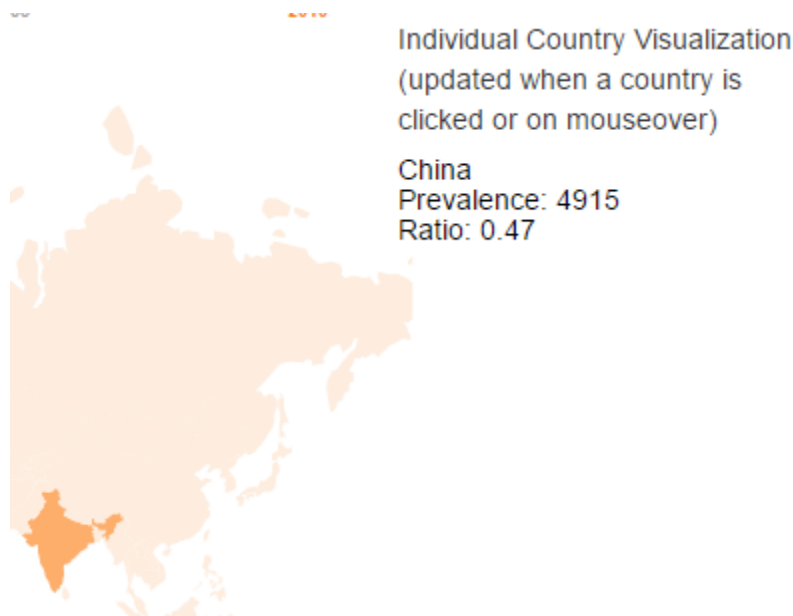 Individual Country Visualization
(updated when a country is
clicked or on mouseover)
China
Prevalence: 4915
Ratio: 0.47